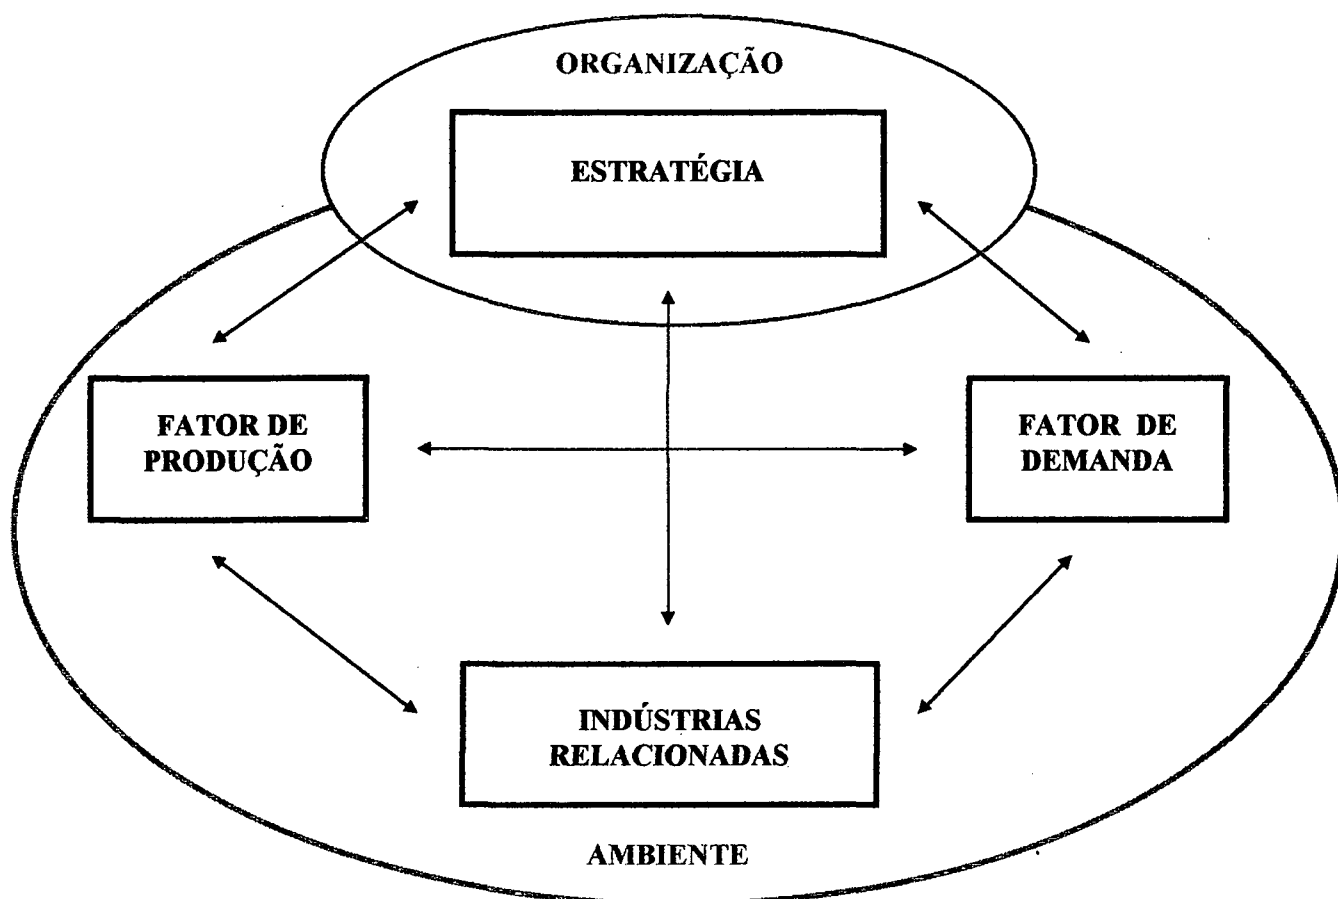 ORGANIZAÇÃO
ESTRATÉGIA
FATOR DE
PRODUÇÃO
FATOR DE
DEMANDA
INDÚSTRIAS
RELACIONADAS
AMBIENTE